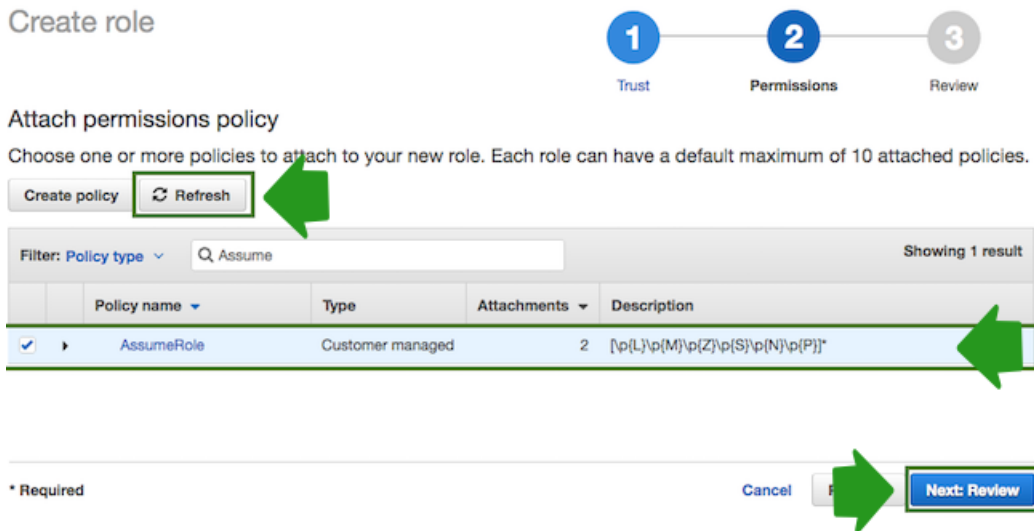 Create role
1 2 3
Trust Permissions Review
Attach permissions policy
Choose one or more policies to attach to your new role. Each role can have a default maximum of 10 attached policies.
Create policy Refresh
Filter: Policy type Assume Showing 1 result
Policy name Type Attachments Description
AssumeRole Customer managed 2 [\p{L}\p{M}\p{Z}\p{S}\p{N}\p{P}]*
* Required Cancel Next: Review